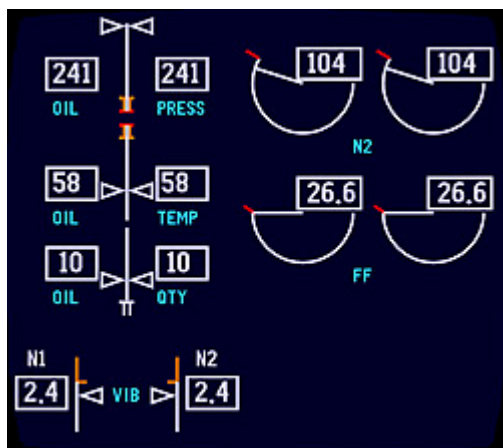 241 241
OIL PRESS
104 104
N2
58 58
OIL TEMP
26.6 26.6
FF
10 10
OIL QTY
N1 N2
2.4 VIB 2.4